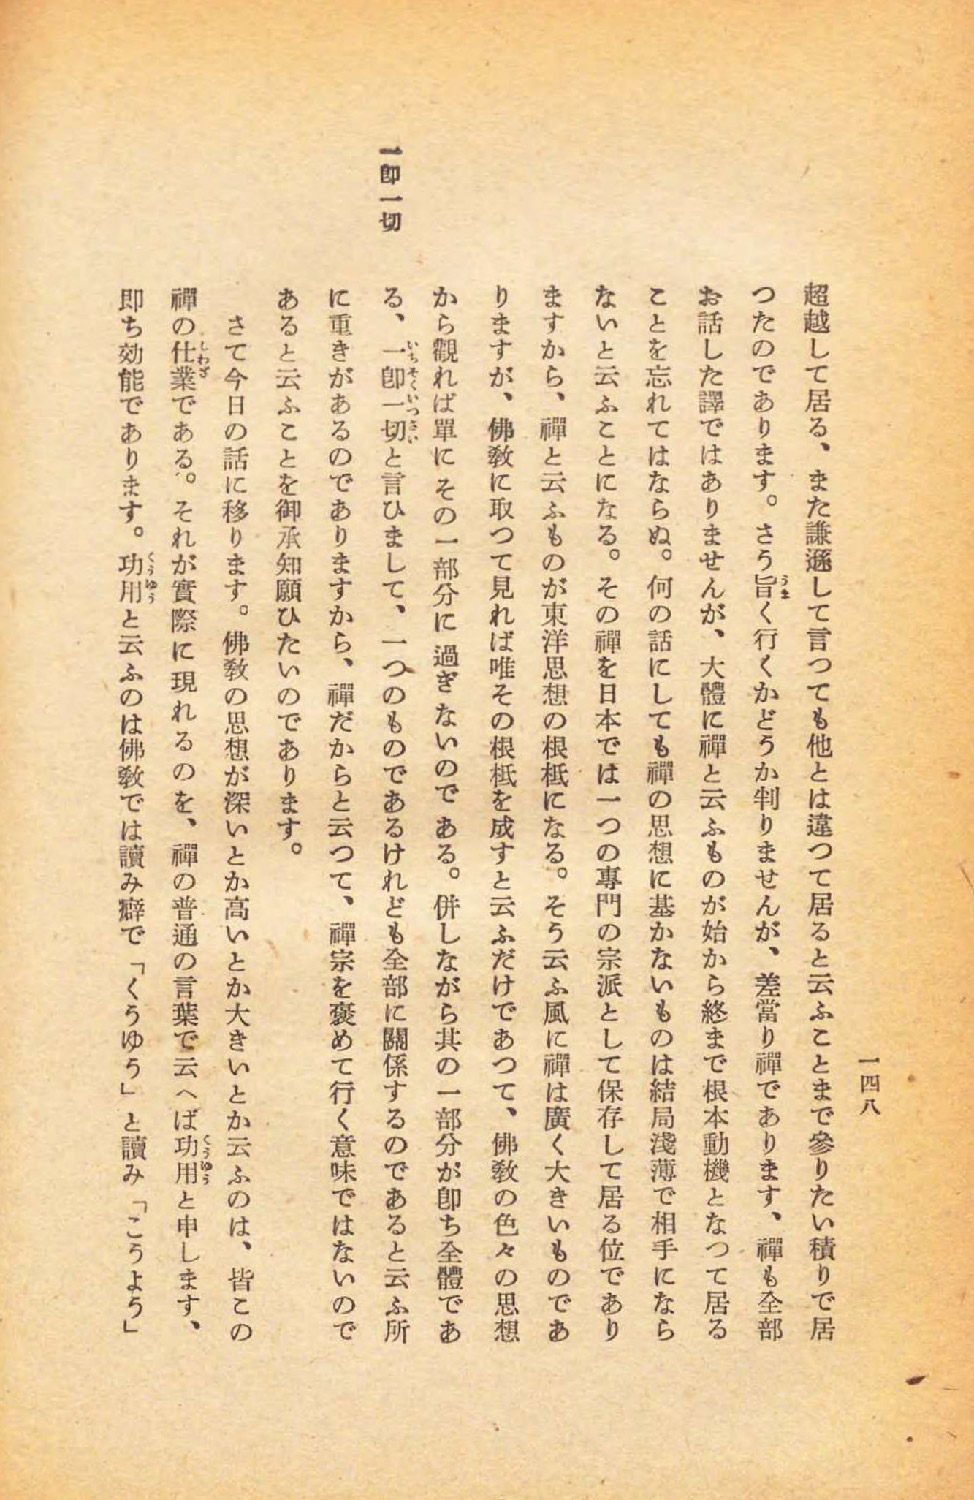 一四八
超越して居る、また謙遜して言つても他とは違つて居ると云ふことまで參りたい積りで居
つたのであります。さう旨く行くかどうか判りませんが、差當り禪であります、禪も全部
お話した譯ではありませんが、大體に禪と云ふものが始から終まで根本動機となつて居る
ことを忘れてはならぬ。何の話にしても禪の思想に基かないものは結局淺薄で相手になら
ないと云ふことになる。その禪を日本では一つの專門の宗派として保存して居る位であり
ますから、禪と云ふものが東洋思想の根柢になる。そう云ふ風に禪は廣く大きいものであ
りますが、佛敎に取つて見れば唯その根柢を成すと云ふだけであつて、佛敎の色々の思想
から觀れば單にその一部分に過ぎないのである。併しながら其の一部分が卽ち全體であ
一卽一切
る、一卽一切と言ひまして、一つのものであるけれども全部に關係するのであると云ふ所
に重きがあるのでありますから、禪だからと云つて、禪宗を褒めて行く意味ではないので
あると云ふことを御承知願ひたいのであります。
さて今日の話に移ります。佛敎の思想が深いとか高いとか大きいとか云ふのは、皆この
禪の仕業である。それが實際に現れるのを、禪の普通の言葉で云へば功用と申します、
卽ち効能であります。功用と云ふのは佛敎では讀み癖で「くうゆう」と讀み「こうよう」